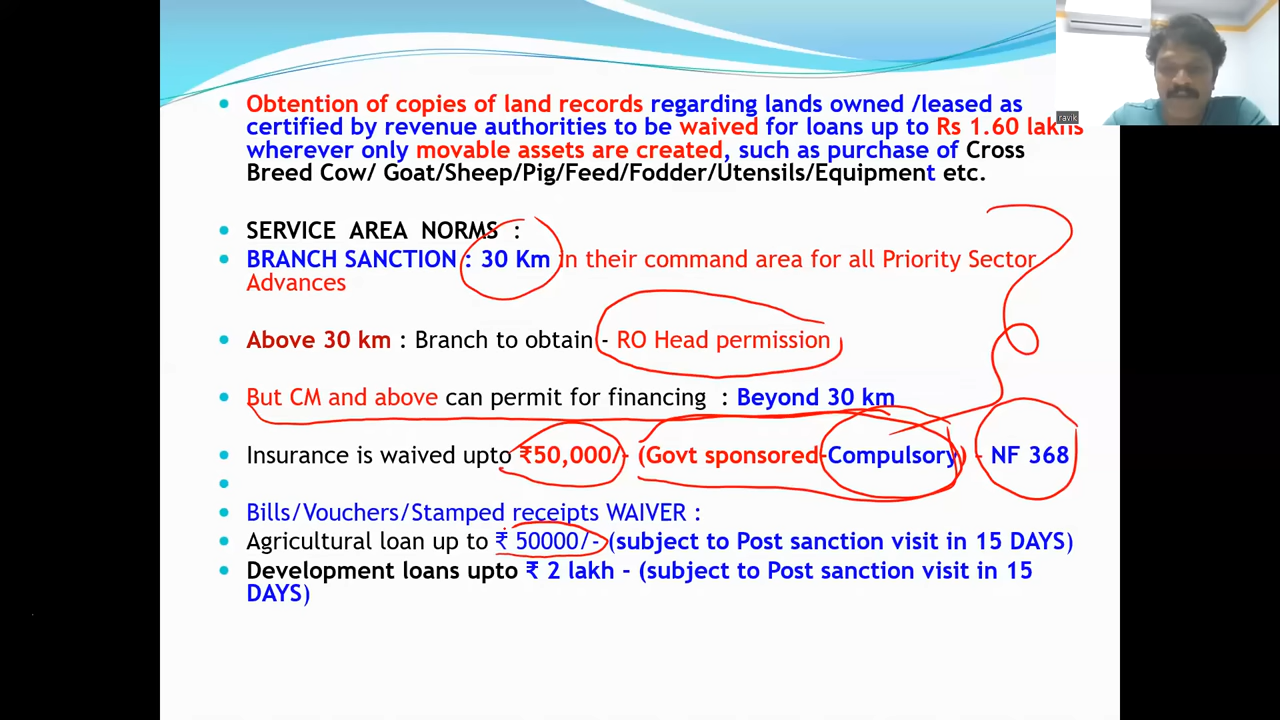 Obtention of copies of land records regarding lands owned /leased as
certified by revenue authorities to be waived for loans up to Rs 1.60 lakhs
wherever only movable assets are created, such as purchase of Cross
Breed Cow/ Goat/Sheep/Pig/Feed/Fodder/Utensils/Equipment etc.
SERVICE AREA NORMS :
BRANCH SANCTION : 30 Km in their command area for all Priority Sector
Advances
Above 30 km : Branch to obtain - RO Head permission
But CM and above can permit for financing : Beyond 30 km
Insurance is waived upto ₹50,000/- (Govt sponsored-Compulsory) - NF 368
Bills/Vouchers/Stamped receipts WAIVER :
Agricultural loan up to ₹ 50000/- (subject to Post sanction visit in 15 DAYS)
Development loans upto ₹ 2 lakh - (subject to Post sanction visit in 15
DAYS)
ravik